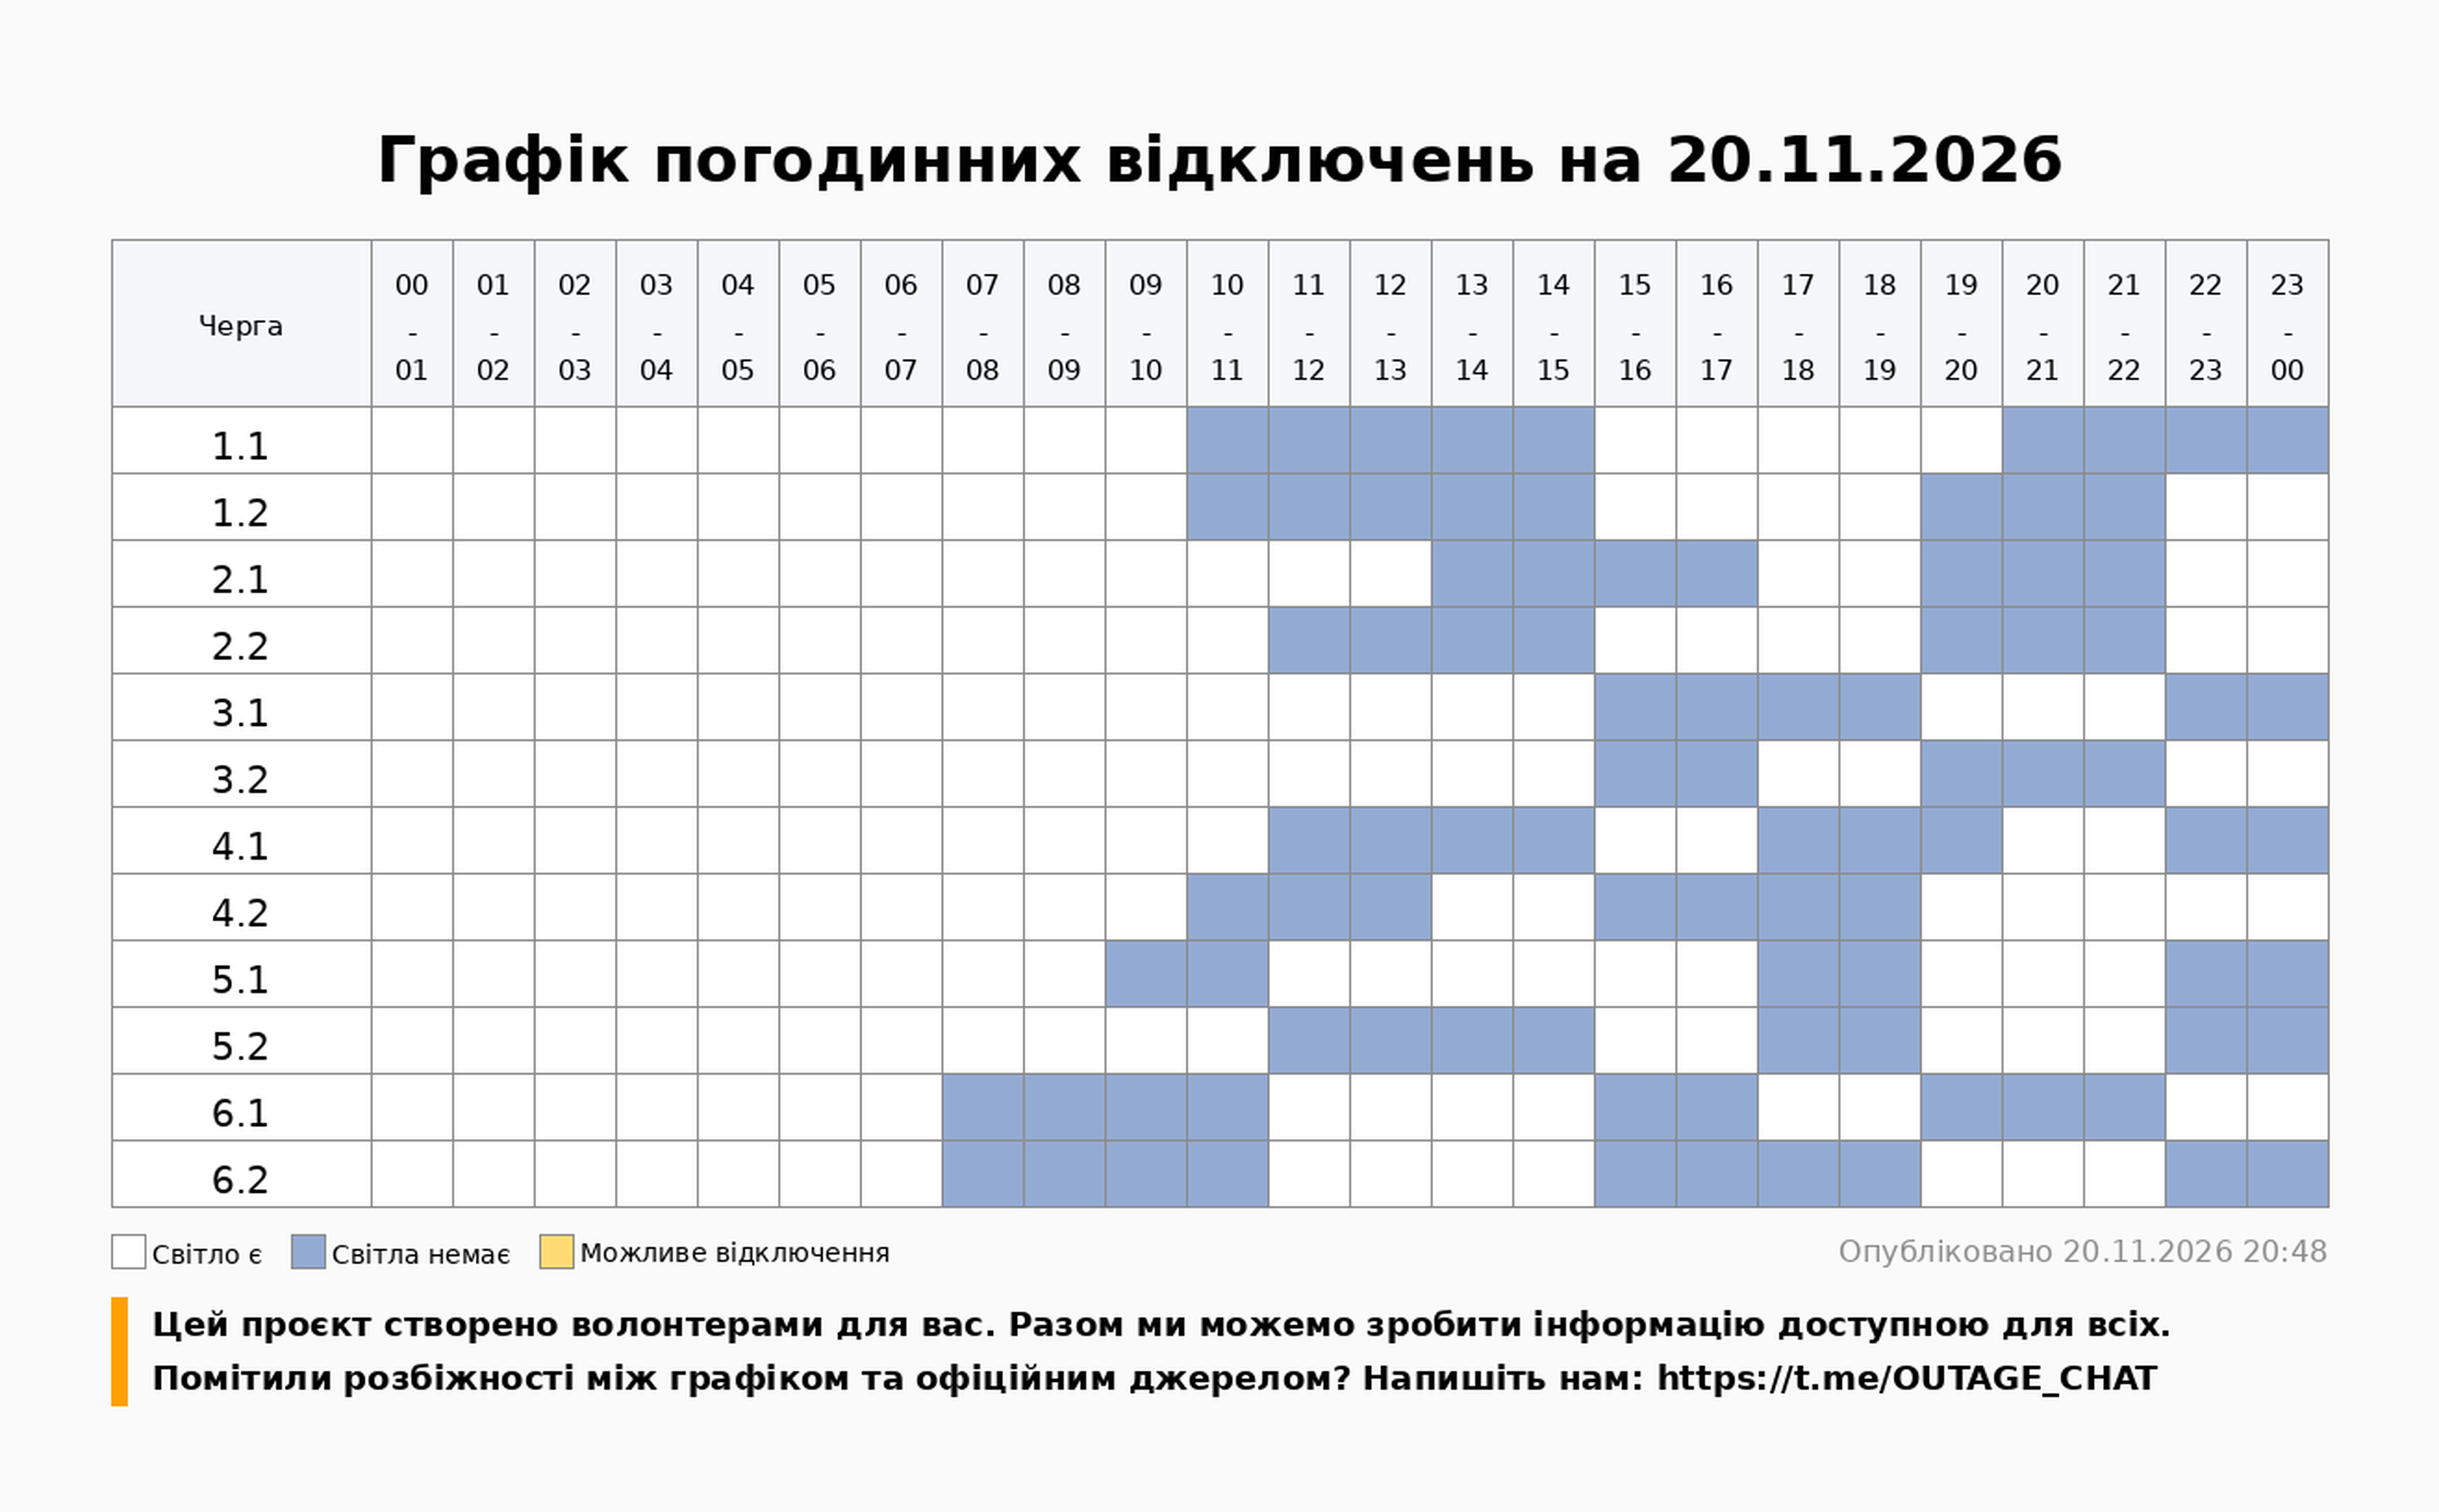 Графік погодинних відключень на 20.11.2026
Черга 00 - 01 01 - 02 02 - 03 03 - 04 04 - 05 05 - 06 06 - 07 07 - 08 08 - 09 09 - 10 10 - 11 11 - 12 12 - 13 13 - 14 14 - 15 15 - 16 16 - 17 17 - 18 18 - 19 19 - 20 20 - 21 21 - 22 22 - 23 23 - 00
1.1
1.2
2.1
2.2
3.1
3.2
4.1
4.2
5.1
5.2
6.1
6.2
Світло є Світла немає Можливе відключення Опубліковано 20.11.2026 20:48
Цей проєкт створено волонтерами для вас. Разом ми можемо зробити інформацію доступною для всіх.
Помітили розбіжності між графіком та офіційним джерелом? Напишіть нам: https://t.me/OUTAGE_CHAT